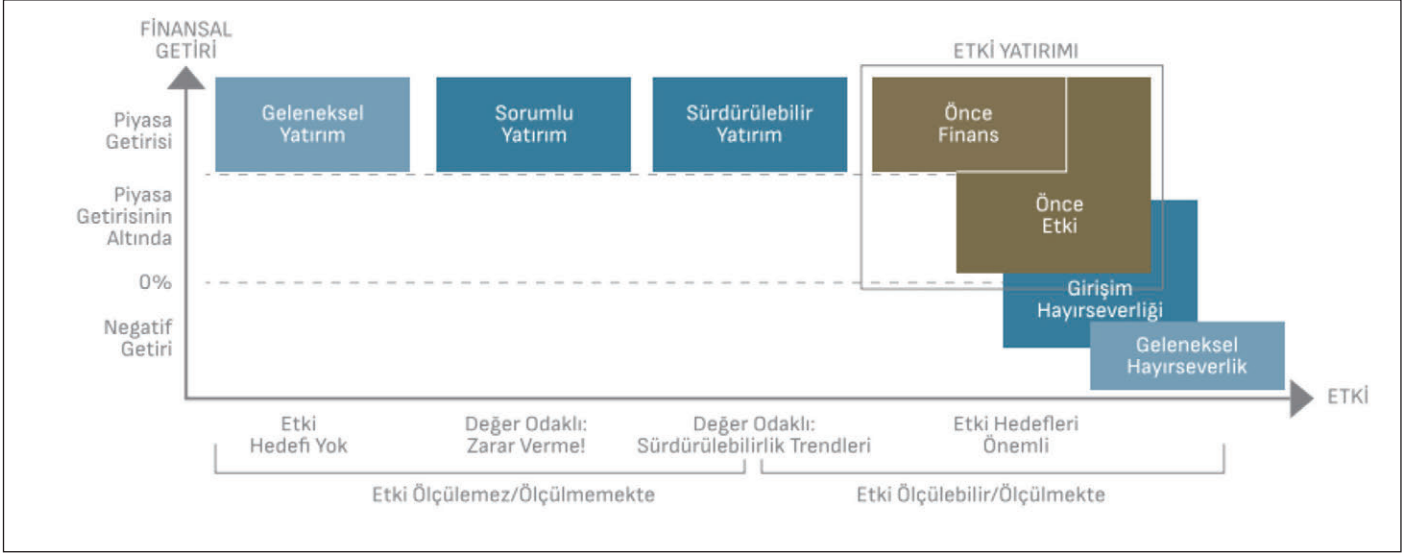 FİNANSAL
GETİRİ
ETKİ YATIRIMI
Piyasa
Getirisi
Geleneksel
Yatırım
Sorumlu
Yatırım
Sürdürülebilir
Yatırım
Önce
Finans
Piyasa
Getirisinin
Altında
Önce
Etki
0%
Girişim
Hayırseverliği
Negatif
Getiri
Geleneksel
Hayırseverlik
ETKİ
Etki
Hedefi Yok
Değer Odaklı:
Zarar Verme!
Değer Odaklı:
Sürdürülebilirlik Trendleri
Etki Hedefleri
Önemli
Etki Ölçülemez/Ölçülmemekte
Etki Ölçülebilir/Ölçülmekte